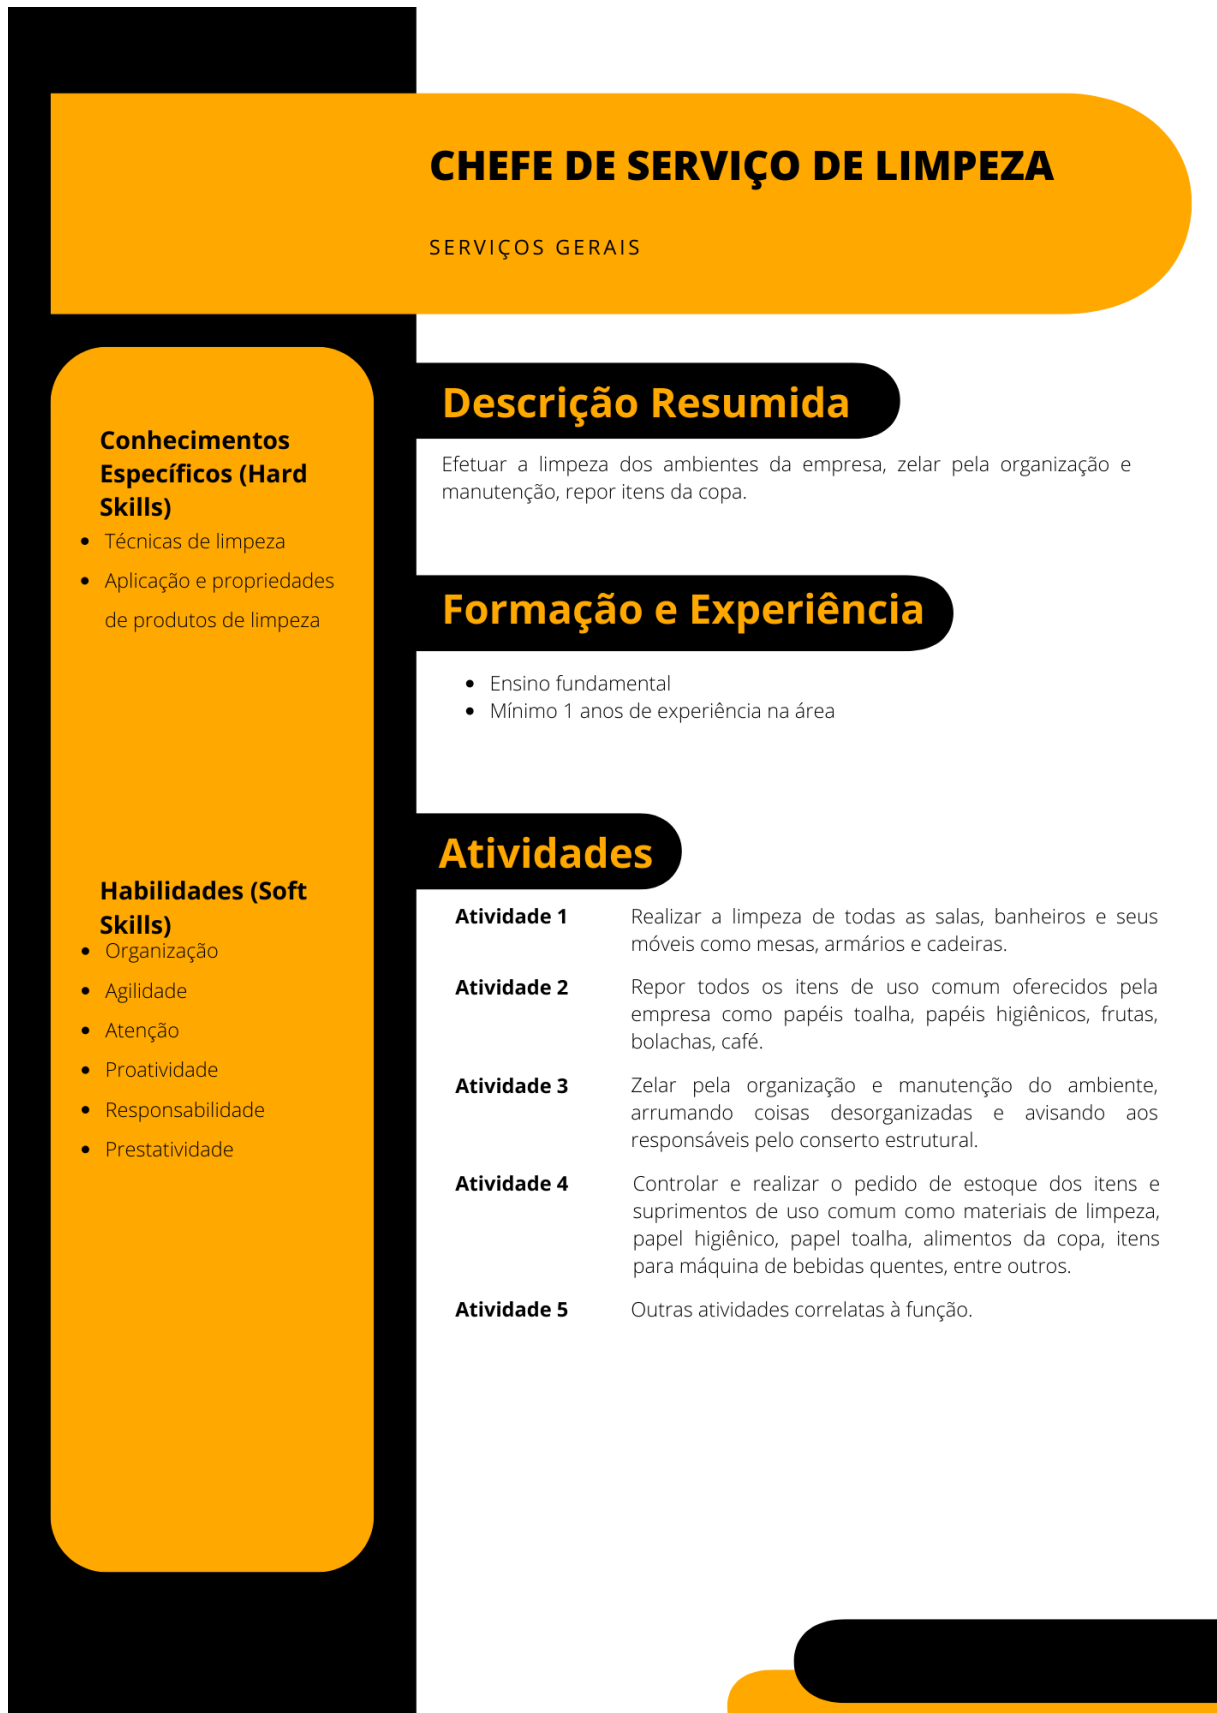 CHEFE DE SERVIÇO DE LIMPEZA
SERVIÇOS GERAIS
Conhecimentos
Específicos (Hard
Skills)
• Técnicas de limpeza
• Aplicação e propriedades
de produtos de limpeza
Habilidades (Soft
Skills)
• Organização
• Agilidade
• Atenção
• Proatividade
• Responsabilidade
• Prestatividade
Descrição Resumida
Efetuar a limpeza dos ambientes da empresa, zelar pela organização e
manutenção, repor itens da copa.
Formação e Experiência
• Ensino fundamental
• Mínimo 1 anos de experiência na área
Atividades
Atividade 1 Realizar a limpeza de todas as salas, banheiros e seus
móveis como mesas, armários e cadeiras.
Atividade 2 Repor todos os itens de uso comum oferecidos pela
empresa como papéis toalha, papéis higiênicos, frutas,
bolachas, café.
Atividade 3 Zelar pela organização e manutenção do ambiente,
arrumando coisas desorganizadas e avisando aos
responsáveis pelo conserto estrutural.
Atividade 4 Controlar e realizar o pedido de estoque dos itens e
suprimentos de uso comum como materiais de limpeza,
papel higiênico, papel toalha, alimentos da copa, itens
para máquina de bebidas quentes, entre outros.
Atividade 5 Outras atividades correlatas à função.